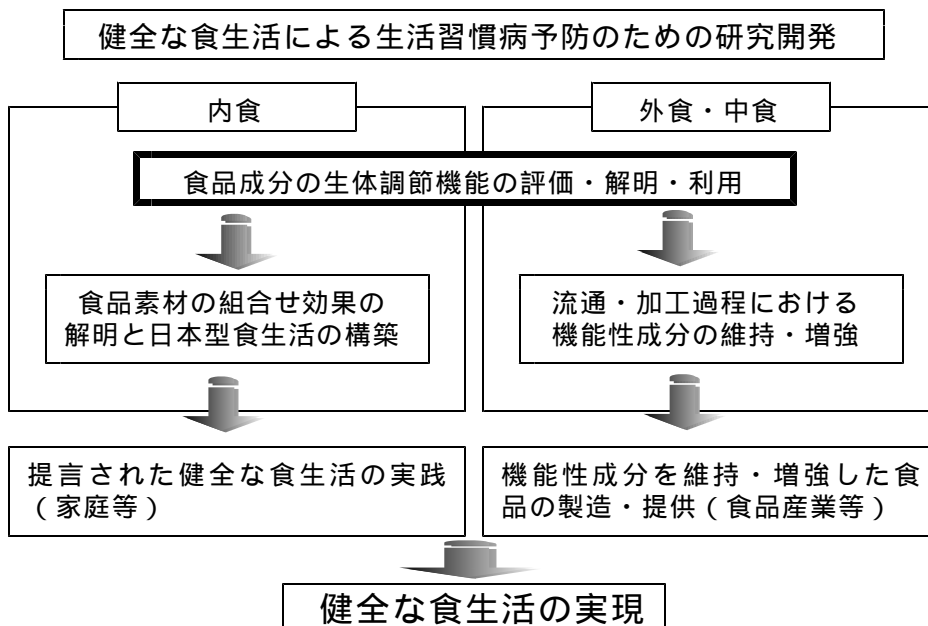 健全な食生活による生活習慣病予防のための研究開発
内食
外食・中食
食品成分の生体調節機能の評価・解明・利用
食品素材の組合せ効果の
解明と日本型食生活の構築
流通・加工過程における
機能性成分の維持・増強
提言された健全な食生活の実践
(家庭等)
機能性成分を維持・増強した食
品の製造・提供(食品産業等)
健全な食生活の実現